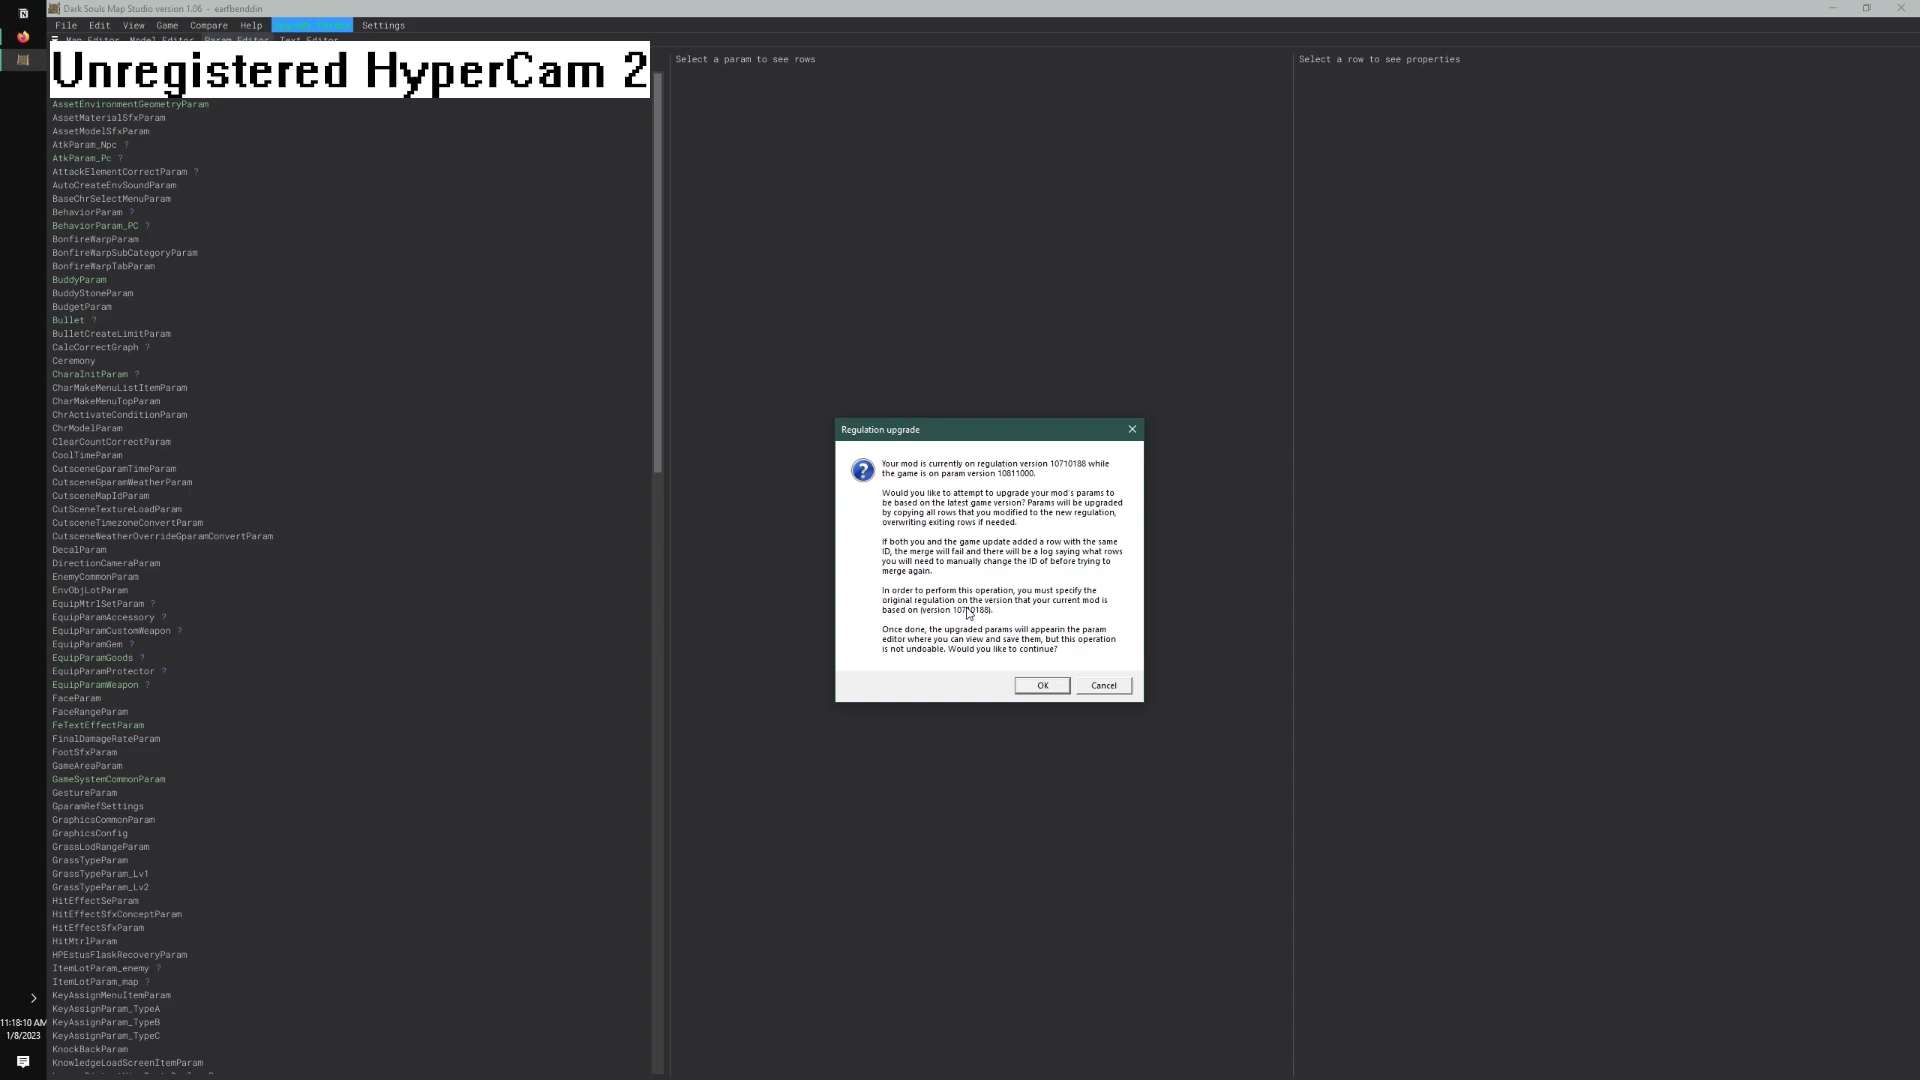 Dark Souls Map Studio version 1.06 - earfbenddin
File Edit View Game Compare Help Settings
Map Editor Model Editor Param Editor Text Editor
Unregistered HyperCam 2
Select a param to see rows
Select a row to see properties
AssetEnvironmentGeometryParam
AssetMaterialSfxParam
AssetModelSfxParam
AtkParam_Npc ?
AtkParam_Pc ?
AttackElementCorrectParam ?
AutoCreateEnvSoundParam
BaseChrSelectMenuParam
BehaviorParam ?
BehaviorParam_PC ?
BonfireWarpParam
BonfireWarpSubCategoryParam
BonfireWarpTabParam
BuddyParam
BuddyStoneParam
BudgetParam
Bullet ?
BulletCreateLimitParam
CalcCorrectGraph ?
Ceremony
CharaInitParam ?
CharMakeMenuListItemParam
CharMakeMenuTopParam
ChrActivateConditionParam
ChrModelParam
ClearCountCorrectParam
CoolTimeParam
CutsceneGparamTimeParam
CutsceneGparamWeatherParam
CutsceneMapIdParam
CutSceneTextureLoadParam
CutsceneTimezoneConvertParam
CutsceneWeatherOverrideGparamConvertParam
DecalParam
DirectionCameraParam
EnemyCommonParam
EnvObjLotParam
EquipMtrlSetParam ?
EquipParamAccessory ?
EquipParamCustomWeapon ?
EquipParamGem ?
EquipParamGoods ?
EquipParamProtector ?
EquipParamWeapon ?
FaceParam
FaceRangeParam
FeTextEffectParam
FinalDamageRateParam
FootSfxParam
GameAreaParam
GameSystemCommonParam
GestureParam
GparamRefSettings
GraphicsCommonParam
GraphicsConfig
GrassLodRangeParam
GrassTypeParam
GrassTypeParam_Lv1
GrassTypeParam_Lv2
HitEffectSeParam
HitEffectSfxConceptParam
HitEffectSfxParam
HitMtrlParam
HPEstusFlaskRecoveryParam
ItemLotParam_enemy ?
ItemLotParam_map ?
KeyAssignMenuItemParam
KeyAssignParam_TypeA
KeyAssignParam_TypeB
KeyAssignParam_TypeC
KnockBackParam
KnowledgeLoadScreenItemParam
Regulation upgrade
Your mod is currently on regulation version 10710188 while
the game is on param version 10811000.
Would you like to attempt to upgrade your mod's params to
be based on the latest game version? Params will be upgraded
by copying all rows that you modified to the new regulation,
overwriting exiting rows if needed.
If both you and the game update added a row with the same
ID, the merge will fail and there will be a log saying what rows
you will need to manually change the ID of before trying to
merge again.
In order to perform this operation, you must specify the
original regulation on the version that your current mod is
based on (version 10710188).
Once done, the upgraded params will appearin the param
editor where you can view and save them, but this operation
is not undoable. Would you like to continue?
OK Cancel
11:18:10 AM
1/8/2023